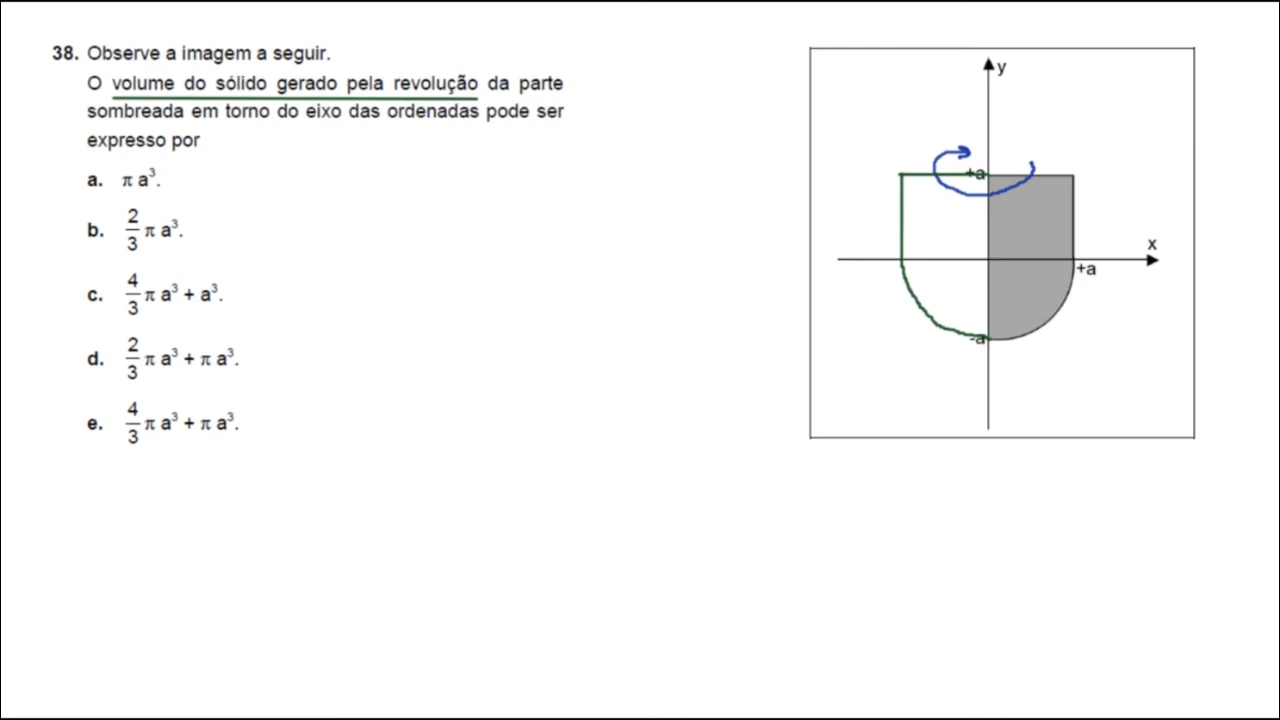 38. Observe a imagem a seguir.
O volume do sólido gerado pela revolução da parte
sombreada em torno do eixo das ordenadas pode ser
expresso por
a. π a³.
b. 2/3 π a³.
c. 4/3 π a³ + a³.
d. 2/3 π a³ + π a³.
e. 4/3 π a³ + π a³.
y
+a
x
+a
-a